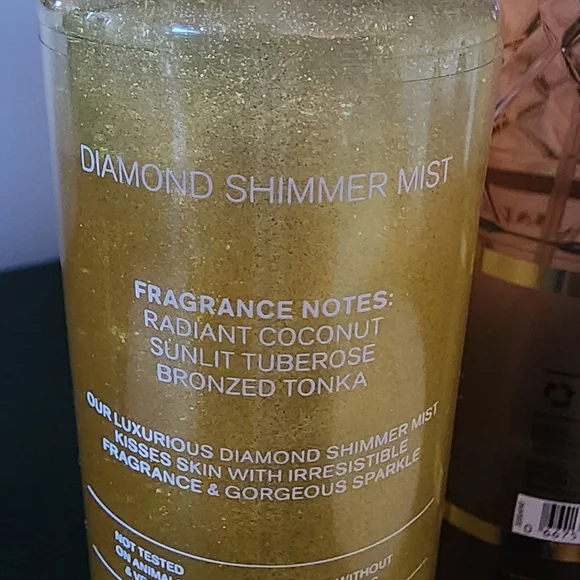 DIAMOND SHIMMER MIST
FRAGRANCE NOTES:
RADIANT COCONUT
SUNLIT TUBEROSE
BRONZED TONKA
OUR LUXURIOUS DIAMOND SHIMMER MIST
KISSES SKIN WITH IRRESISTIBLE
FRAGRANCE & GORGEOUS SPARKLE
NOT TESTED
ON ANIMAL
&
WITHOUT